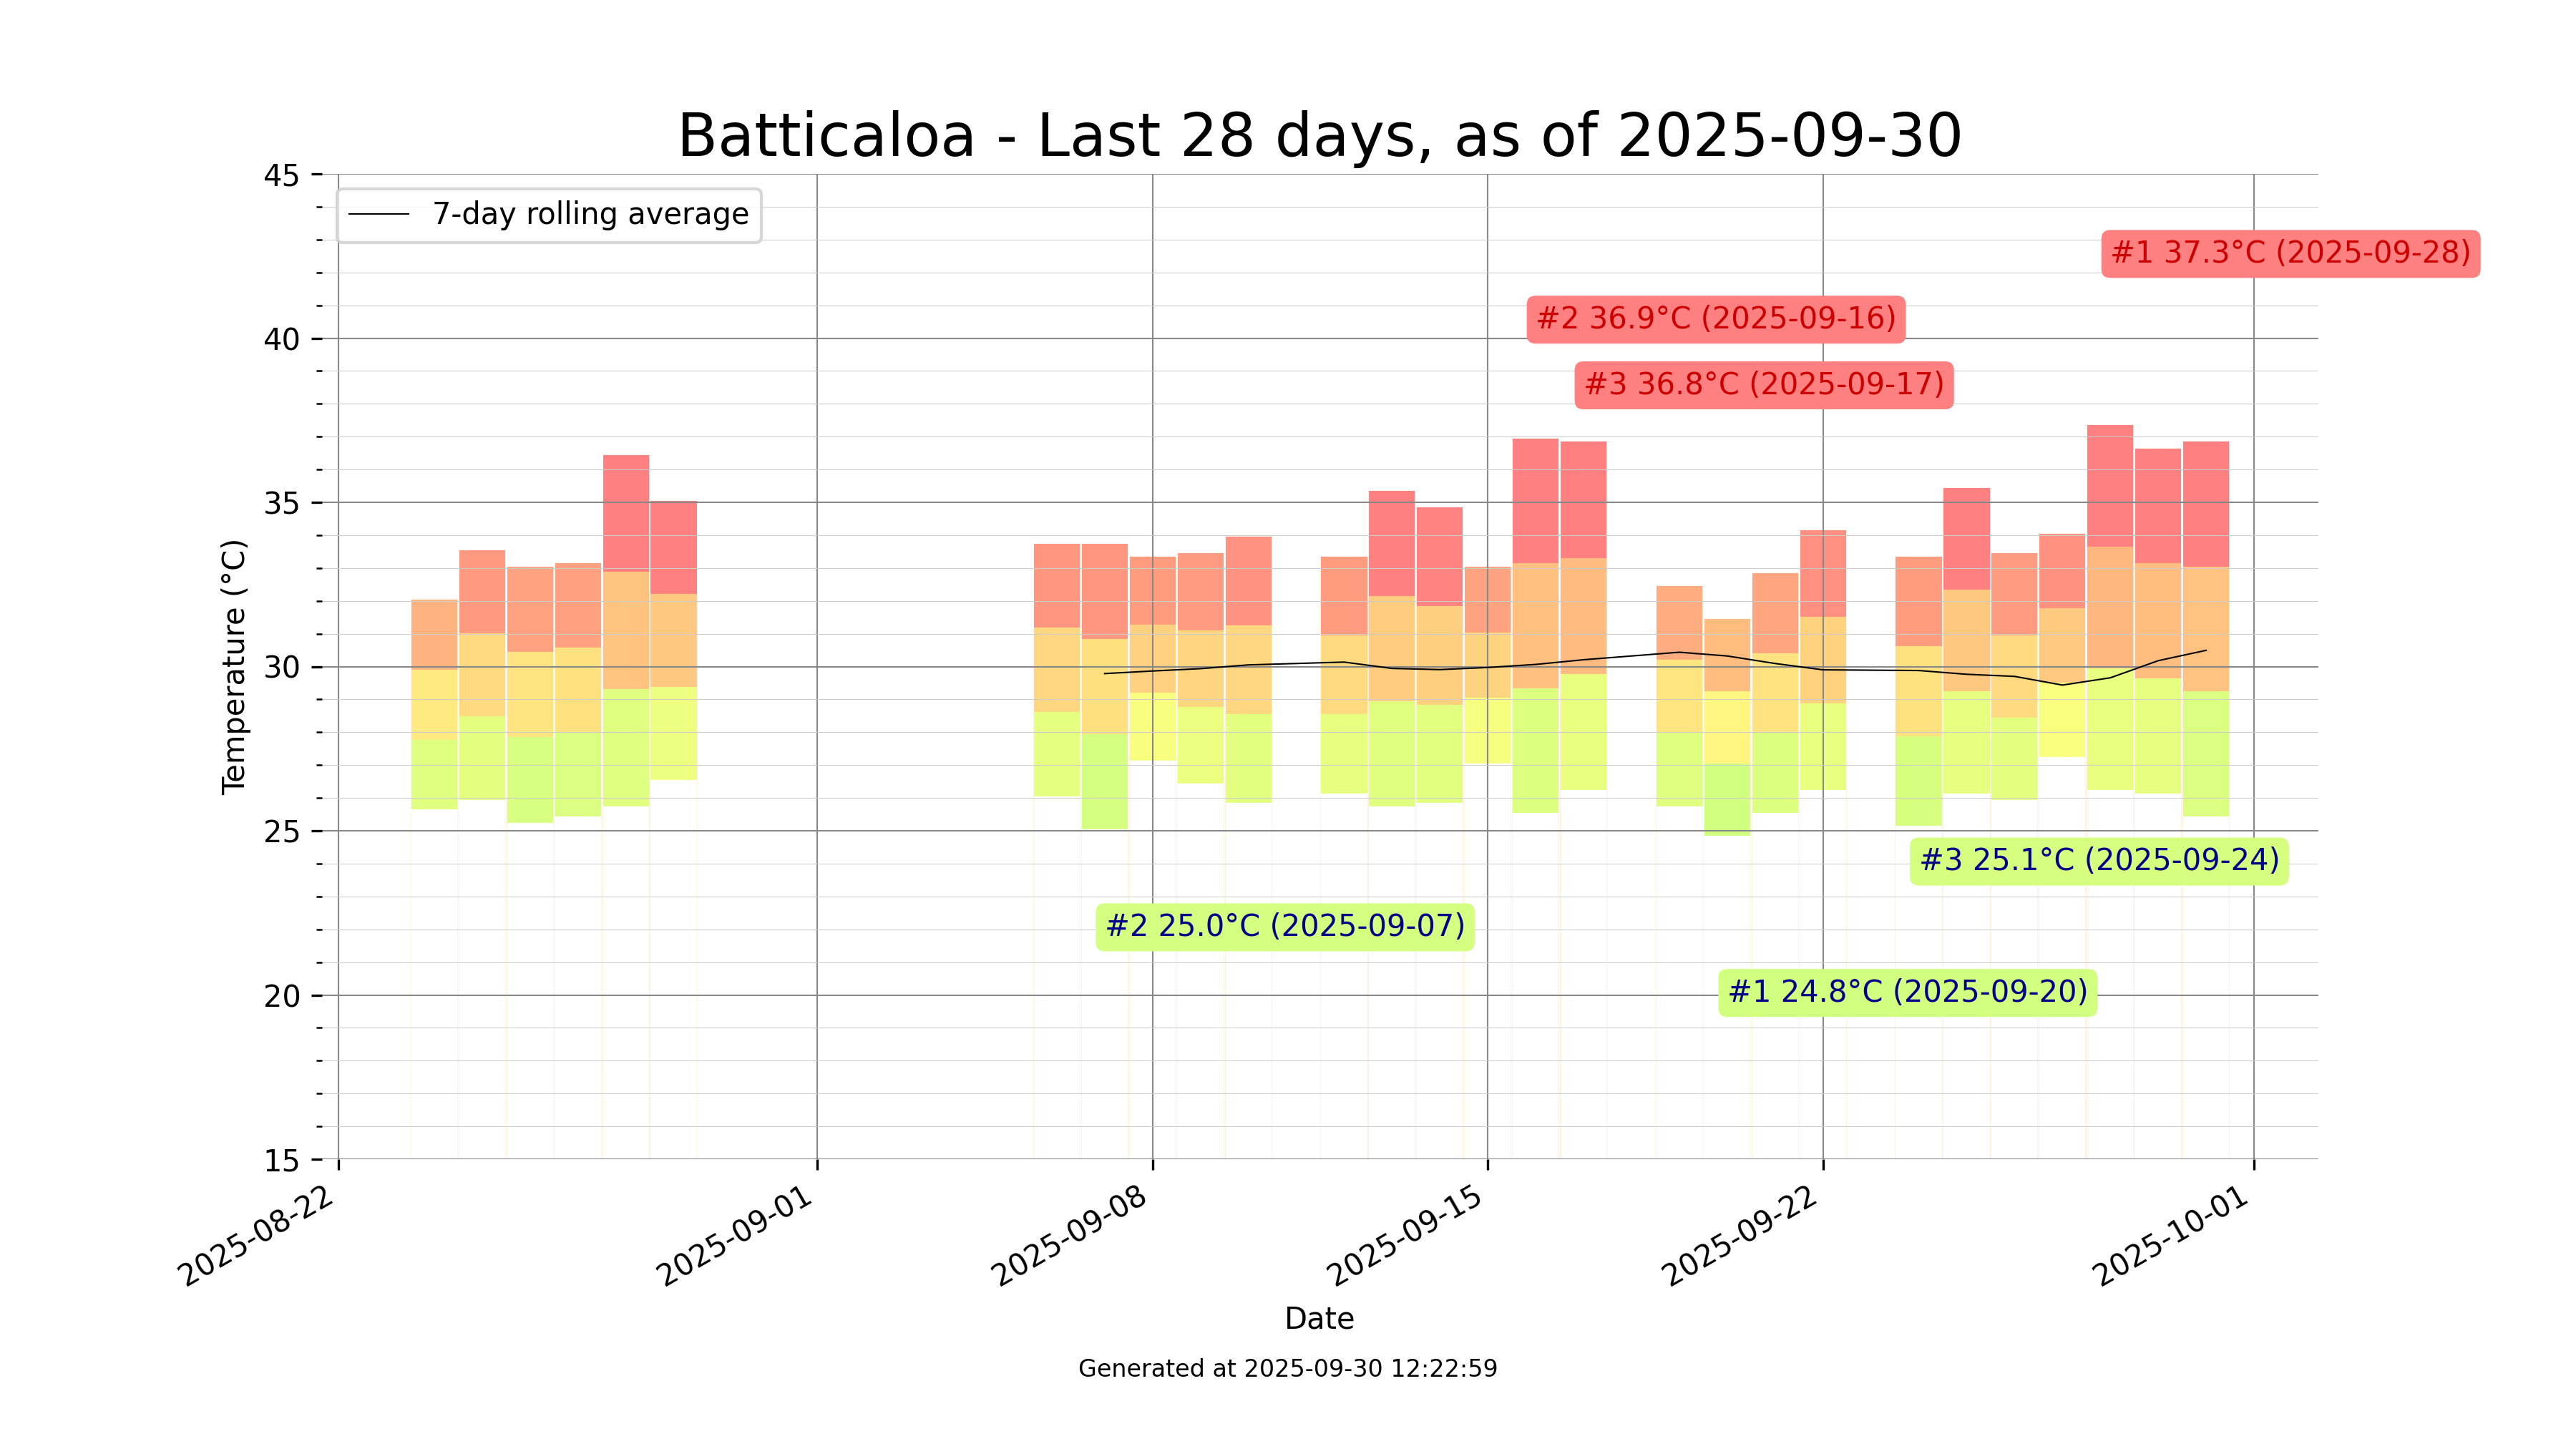 Batticaloa - Last 28 days, as of 2025-09-30
45
7-day rolling average
#1 37.3°C (2025-09-28)
#2 36.9°C (2025-09-16)
40
#3 36.8°C (2025-09-17)
35
Temperature (°C)
30
25
#3 25.1°C (2025-09-24)
#2 25.0°C (2025-09-07)
#1 24.8°C (2025-09-20)
20
15
2025-08-22
2025-09-01
2025-09-08
2025-09-15
2025-09-22
2025-10-01
Date
Generated at 2025-09-30 12:22:59